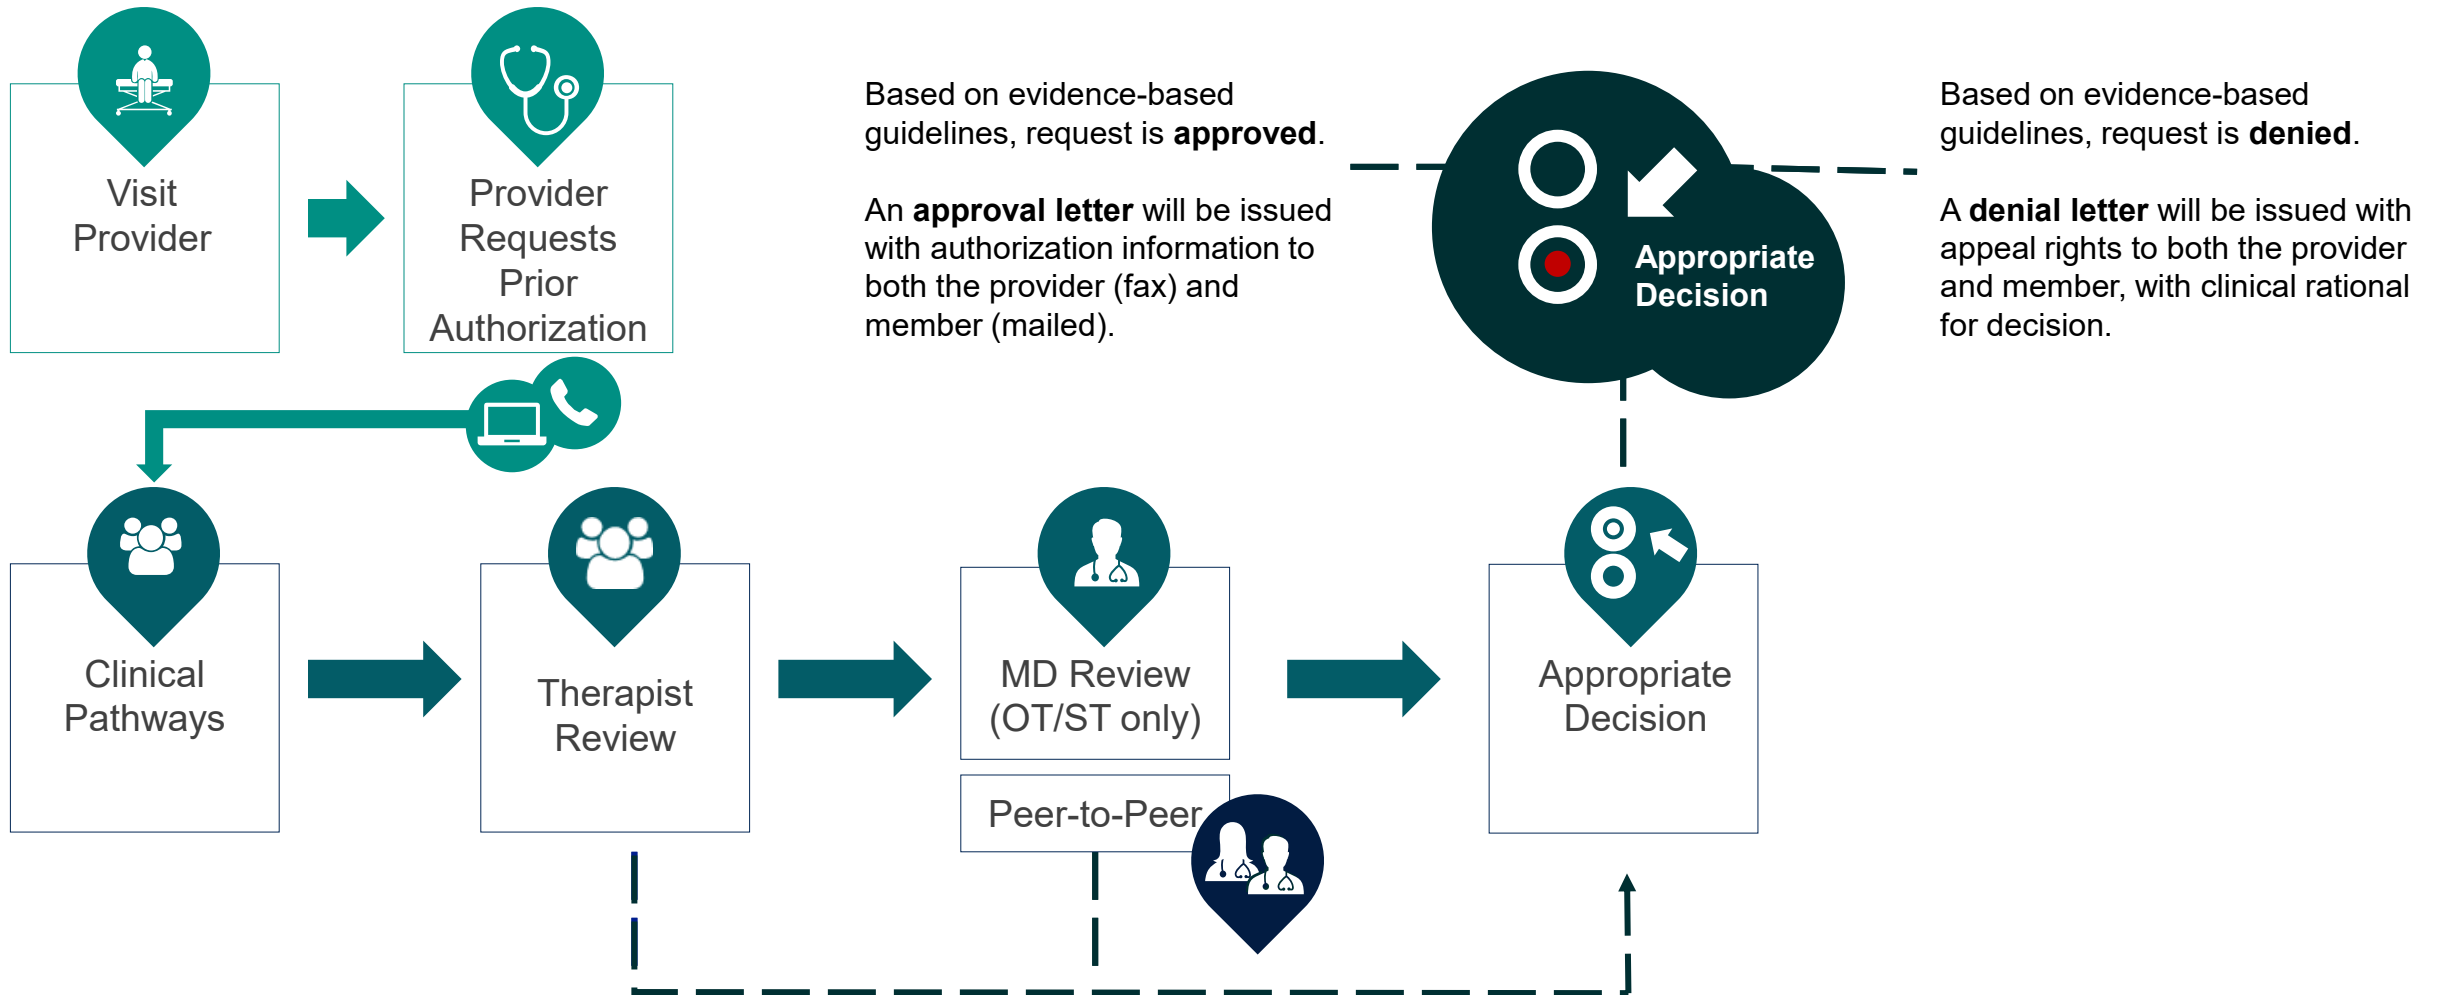 Visit
Provider
Provider
Requests
Prior
Authorization
Based on evidence-based
guidelines, request is approved.
An approval letter will be issued
with authorization information to
both the provider (fax) and
member (mailed).
Appropriate
Decision
Based on evidence-based
guidelines, request is denied.
A denial letter will be issued with
appeal rights to both the provider
and member, with clinical rational
for decision.
Clinical
Pathways
Therapist
Review
MD Review
(OT/ST only)
Peer-to-Peer
Appropriate
Decision